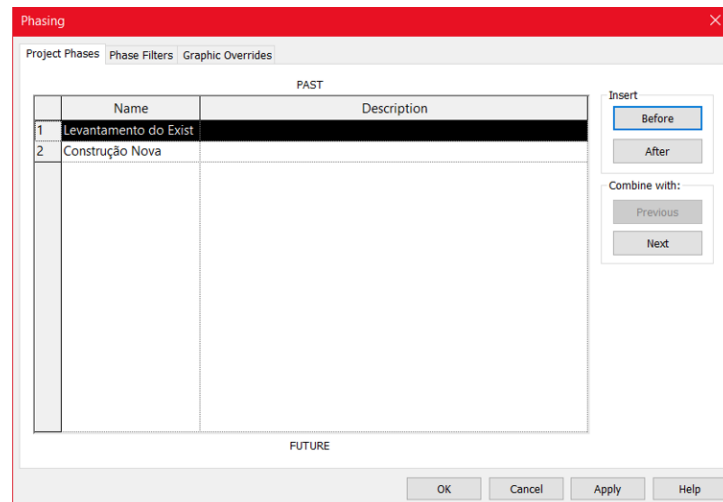 Phasing
Project Phases Phase Filters Graphic Overrides
PAST
Name Description
1 Levantamento do Exist
2 Construção Nova
FUTURE
Insert
Before
After
Combine with:
Previous
Next
OK Cancel Apply Help